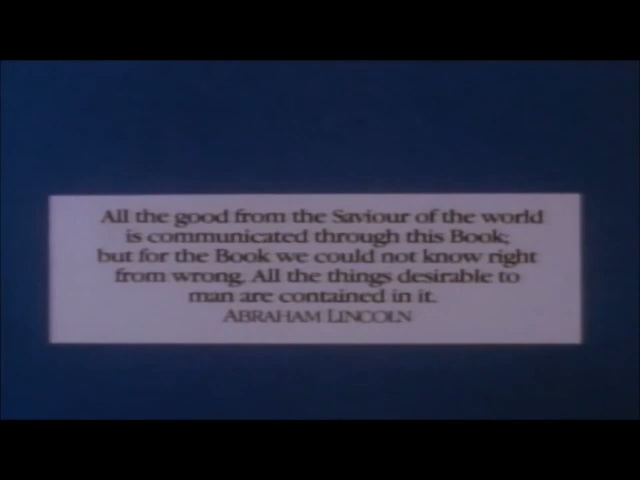 All the good from the Saviour of the world
is communicated through this Book;
but for the Book we could not know right
from wrong. All the things desirable to
man are contained in it.
ABRAHAM LINCOLN